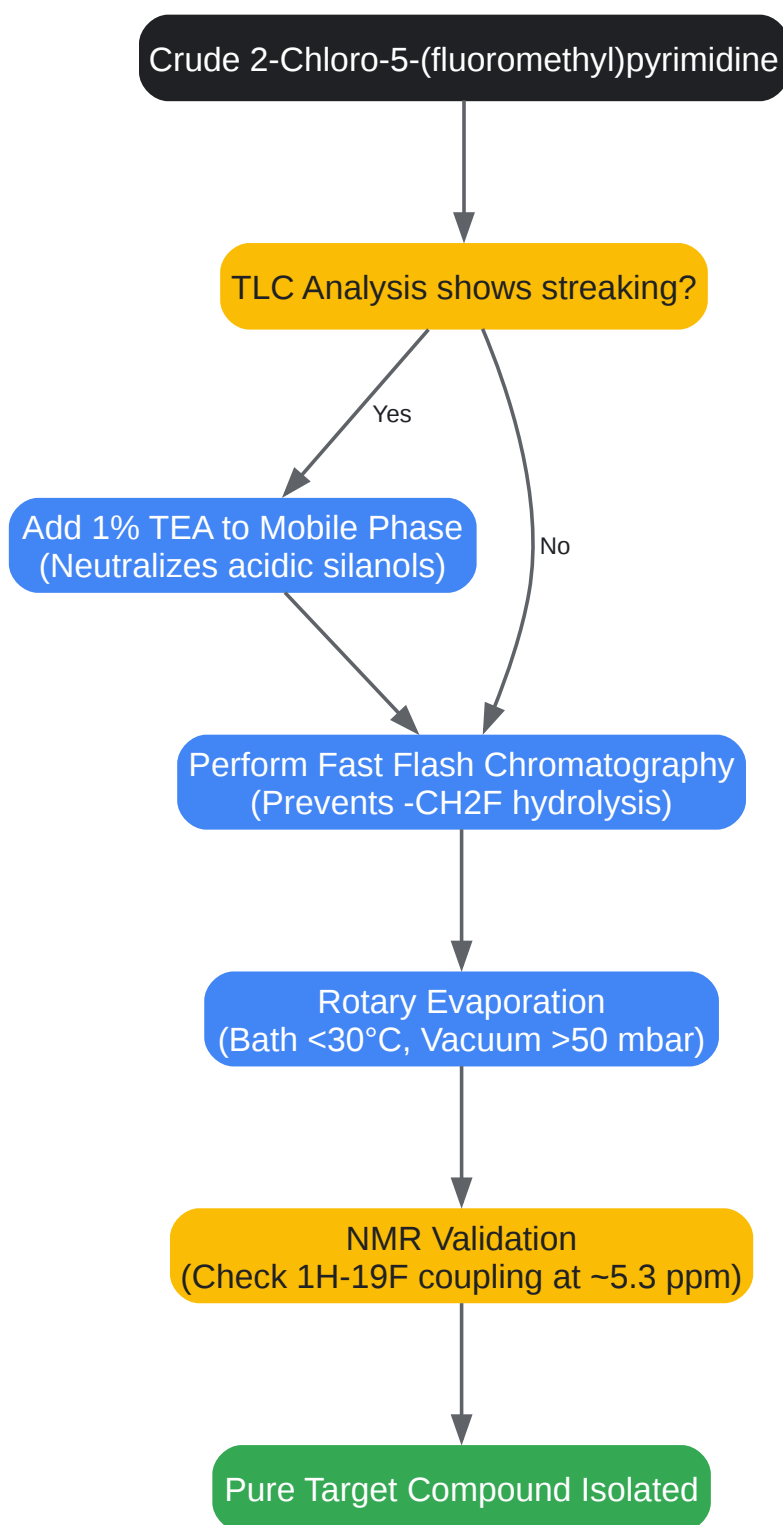 Crude 2-Chloro-5-(fluoromethyl)pyrimidine
TLC Analysis shows streaking?
Yes
Add 1% TEA to Mobile Phase
(Neutralizes acidic silanols)
No
Perform Fast Flash Chromatography
(Prevents -CH2F hydrolysis)
Rotary Evaporation
(Bath <30°C, Vacuum >50 mbar)
NMR Validation
(Check 1H-19F coupling at ~5.3 ppm)
Pure Target Compound Isolated